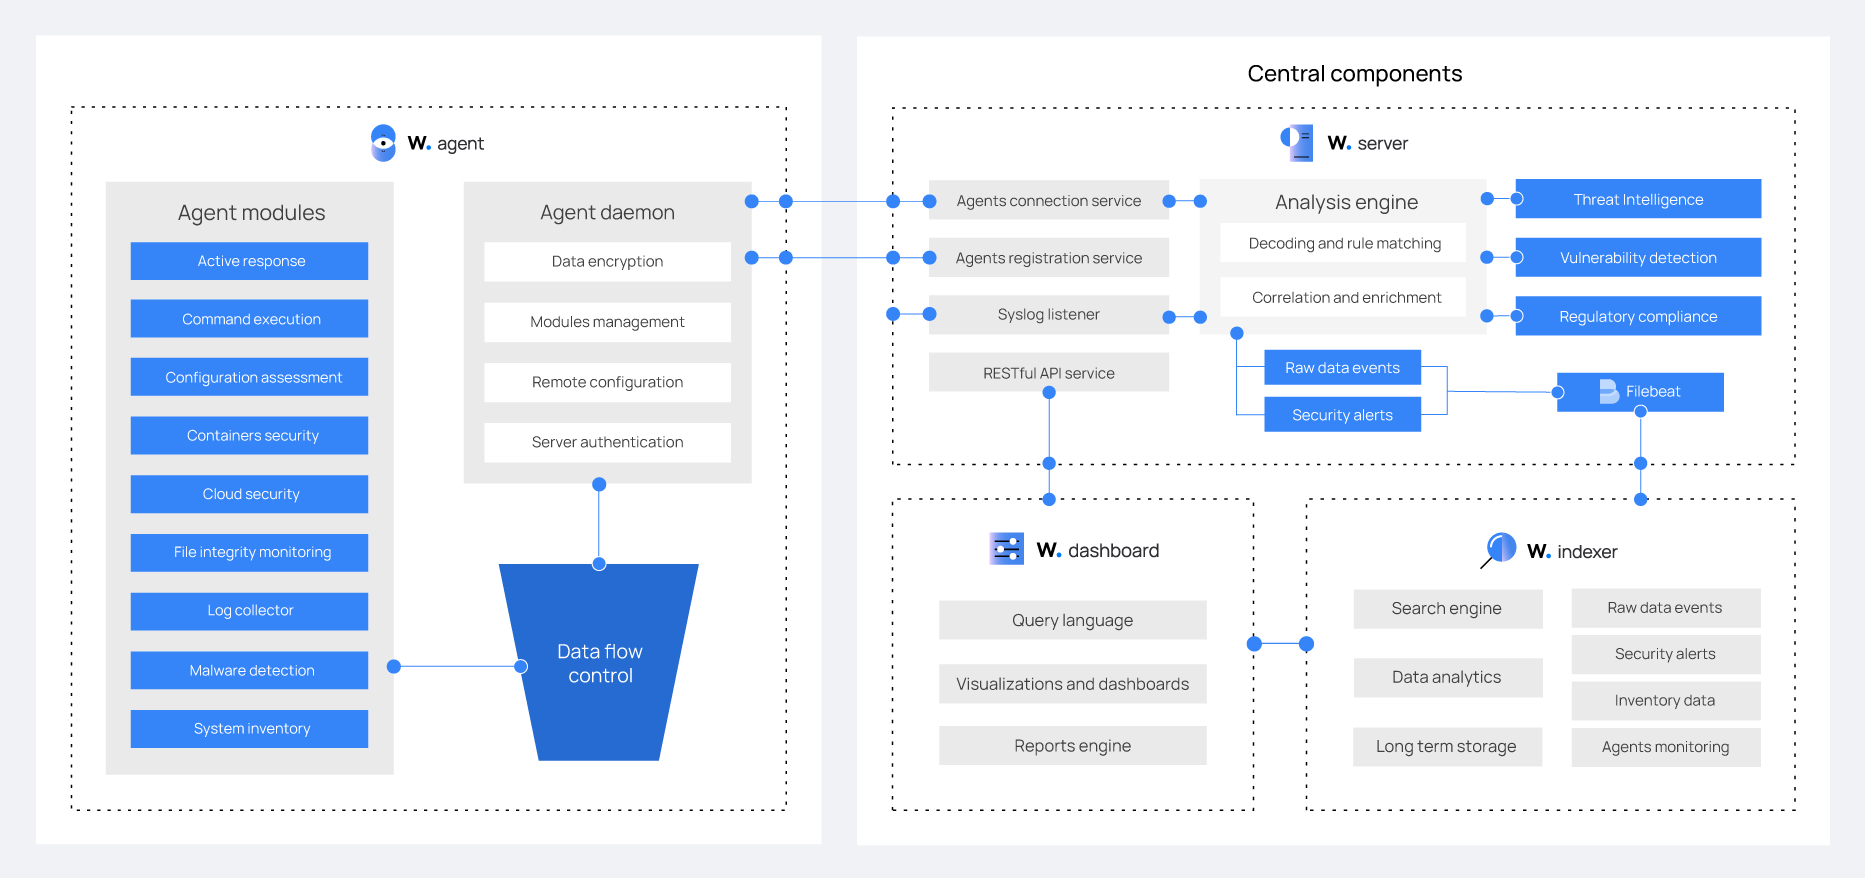 W. agent
Agent modules
Active response
Command execution
Configuration assessment
Containers security
Cloud security
File integrity monitoring
Log collector
Malware detection
System inventory
Agent daemon
Data encryption
Modules management
Remote configuration
Server authentication
Data flow
control
Central components
W. server
Agents connection service
Agents registration service
Syslog listener
RESTful API service
Analysis engine
Decoding and rule matching
Correlation and enrichment
Threat Intelligence
Vulnerability detection
Regulatory compliance
Raw data events
Security alerts
Filebeat
W. dashboard
Query language
Visualizations and dashboards
Reports engine
W. indexer
Search engine
Data analytics
Long term storage
Raw data events
Security alerts
Inventory data
Agents monitoring